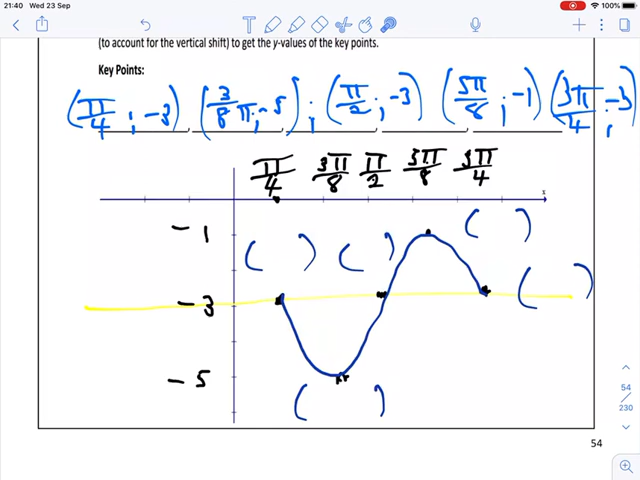 21:40 Wed 23 Sep 100%
(to account for the vertical shift) to get the y-values of the key points.
Key Points:
(π/4 ; -3) (3/8 π; -5) ; (π/2 ; -3) (5π/8 ; -1) (3π/4 ; -3)
π/4 3π/8 π/2 3π/8 3π/4
x
-1 ( )
( ) ( )
-3 ( )
-5
( )
54
230
54